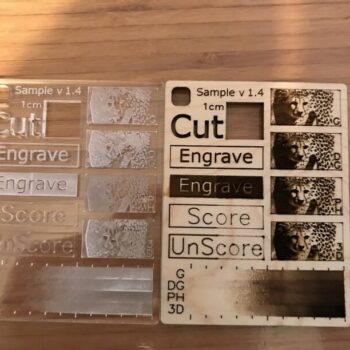 Sample v 1.4
1cm
Cut
Engrave
Engrave
Score
UnScore
Sample v 1.4
1cm
Cut
Engrave
Engrave
Score
UnScore
G
DG
PH
3D